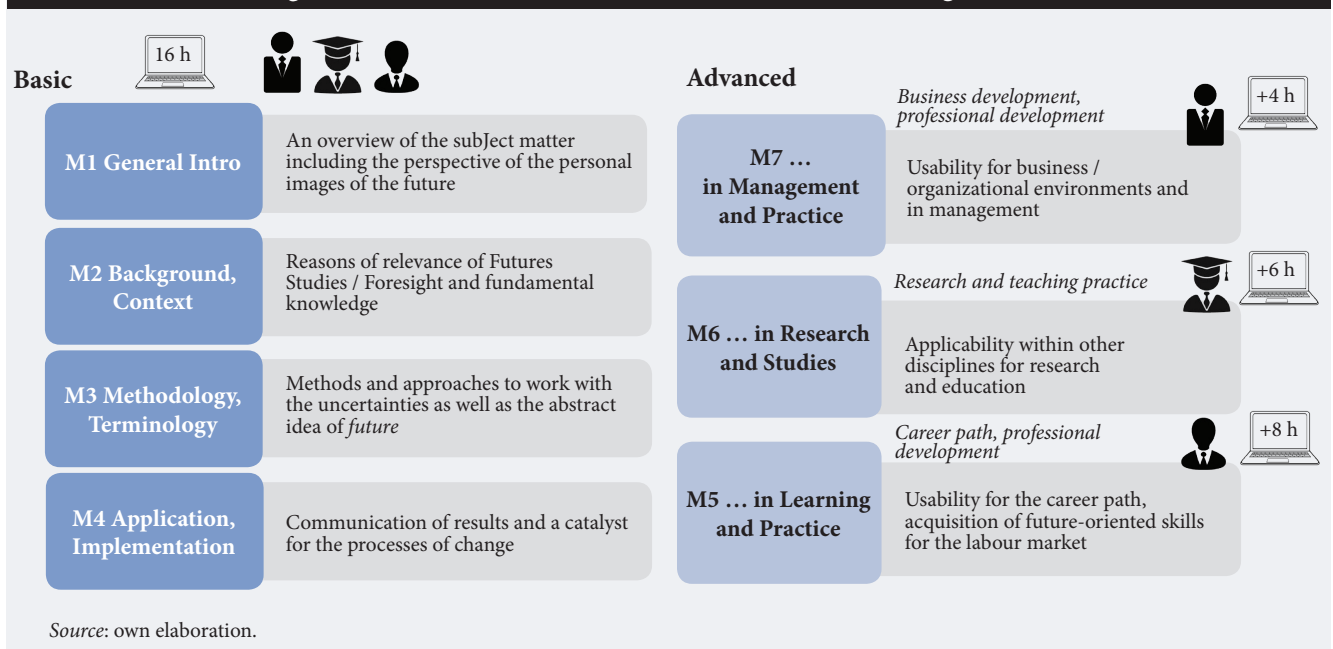 16 h
Basic
M1 General Intro
An overview of the subJect matter
including the perspective of the personal
images of the future
M2 Background,
Context
Reasons of relevance of Futures
Studies / Foresight and fundamental
knowledge
M3 Methodology,
Terminology
Methods and approaches to work with
the uncertainties as well as the abstract
idea of future
M4 Application,
Implementation
Communication of results and a catalyst
for the processes of change
Advanced
Business development,
professional development
+4 h
M7 …
in Management
and Practice
Usability for business /
organizational environments and
in management
Research and teaching practice
+6 h
M6 … in Research
and Studies
Applicability within other
disciplines for research
and education
Career path, professional
development
+8 h
M5 … in Learning
and Practice
Usability for the career path,
acquisition of future-oriented skills
for the labour market
Source: own elaboration.